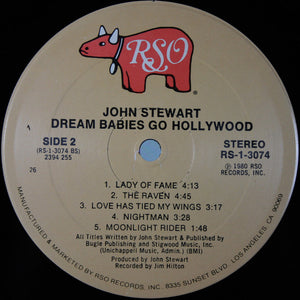 RSO
JOHN STEWART
DREAM BABIES GO HOLLYWOOD
SIDE 2
(RS-1-3074 BS)
2394 255
STEREO
RS-1-3074
℗ 1980 RSO
RECORDS, INC.
26
1. LADY OF FAME 4:13
2. THE RAVEN 4:45
3. LOVE HAS TIED MY WINGS 3:17
4. NIGHTMAN 3:28
5. MOONLIGHT RIDER 1:48
All Titles Written by John Stewart & Published by
Bugle Publishing and Stigwood Music Inc.
(Unichappell Admin.) (BMI)
Produced by John Stewart
Recorded by Jim Hilton
MANUFACTURED & MARKETED BY RSO RECORDS, INC. 8335 SUNSET BLVD. LOS ANGELES, CA. 90069